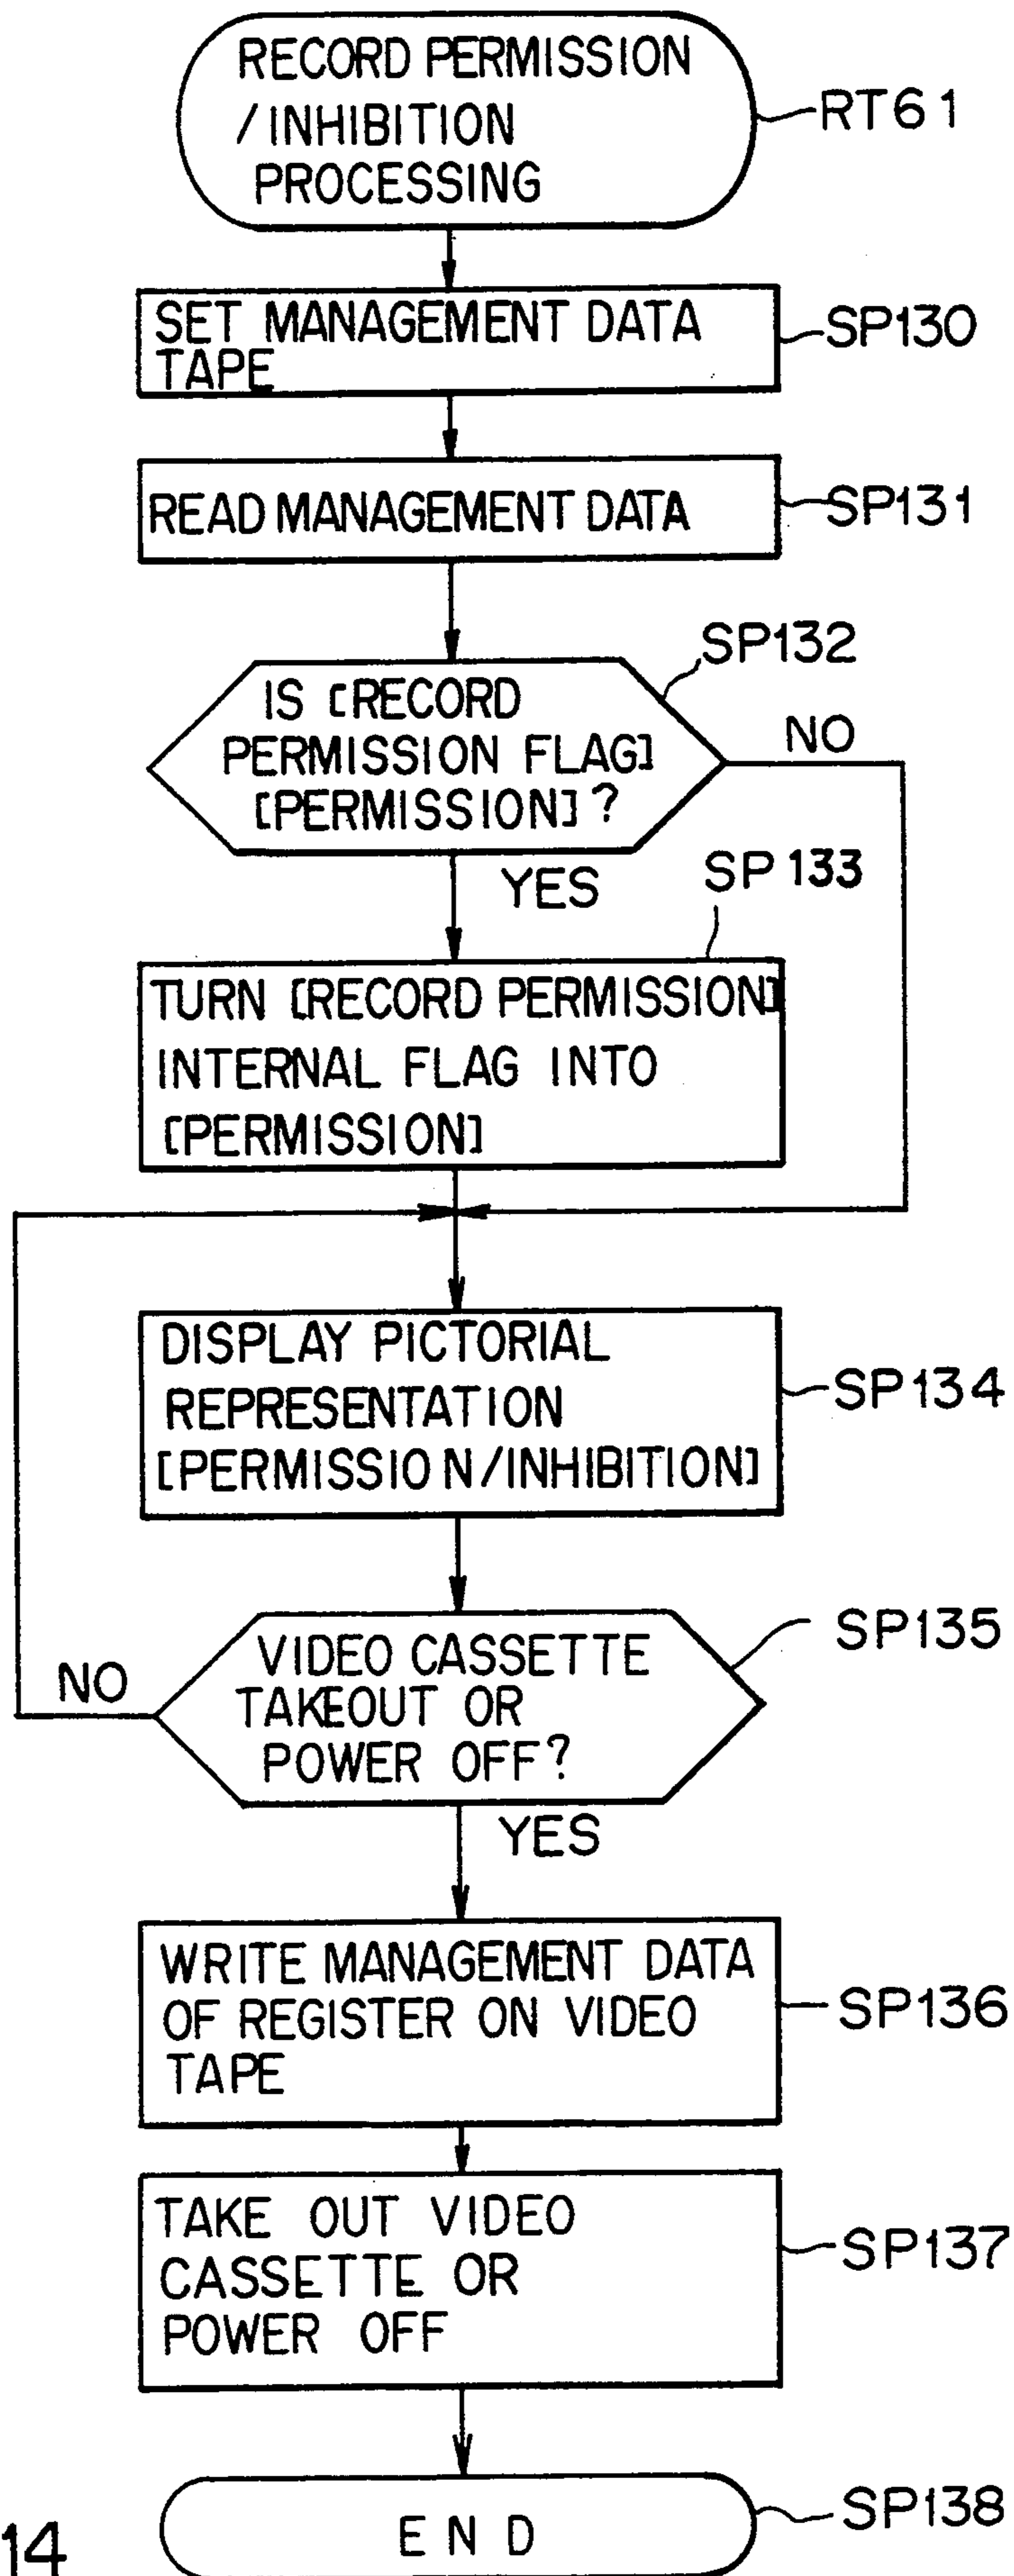 RECORD PERMISSION
/INHIBITION
PROCESSING
RT61
SET MANAGEMENT DATA
TAPE
SP130
READ MANAGEMENT DATA
SP131
SP132
IS [RECORD
PERMISSION FLAG]
[PERMISSION]?
NO
YES
SP133
TURN [RECORD PERMISSION]
INTERNAL FLAG INTO
[PERMISSION]
DISPLAY PICTORIAL
REPRESENTATION
[PERMISSION/INHIBITION]
SP134
VIDEO CASSETTE
TAKEOUT OR
POWER OFF?
SP135
NO
YES
WRITE MANAGEMENT DATA
OF REGISTER ON VIDEO
TAPE
SP136
TAKE OUT VIDEO
CASSETTE OR
POWER OFF
SP137
END
SP138
14